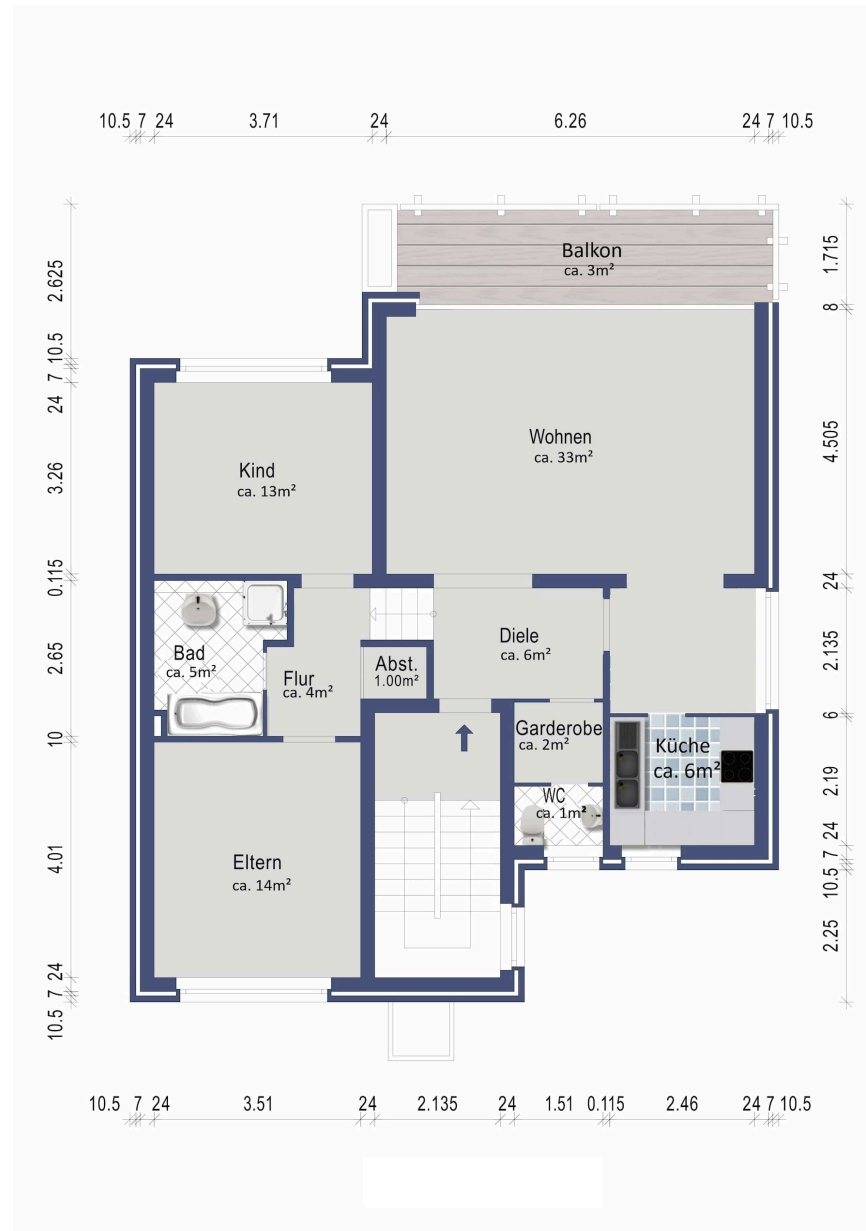 10.5 7 24 3.71 24 6.26 24 7 10.5
2.625
10.5
7
24
3.26
0.115
2.65
10
4.01
24
7
10.5
Balkon
ca. 3m²
Wohnen
ca. 33m²
Kind
ca. 13m²
Diele
ca. 6m²
Bad
ca. 5m²
Flur
ca. 4m²
Abst.
1.00m²
Garderobe
ca. 2m²
Küche
ca. 6m²
WC
ca. 1m²
Eltern
ca. 14m²
1.715
8
4.505
24
2.135
6
2.19
24
7
10.5
2.25
10.5 7 24 3.51 24 2.135 24 1.51 0.115 2.46 24 7 10.5